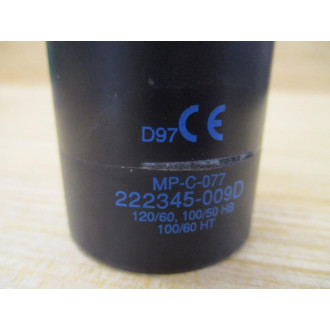 D97 CE
MP-C-077
222345-009D
120/60, 100/50 HB
100/60 HT